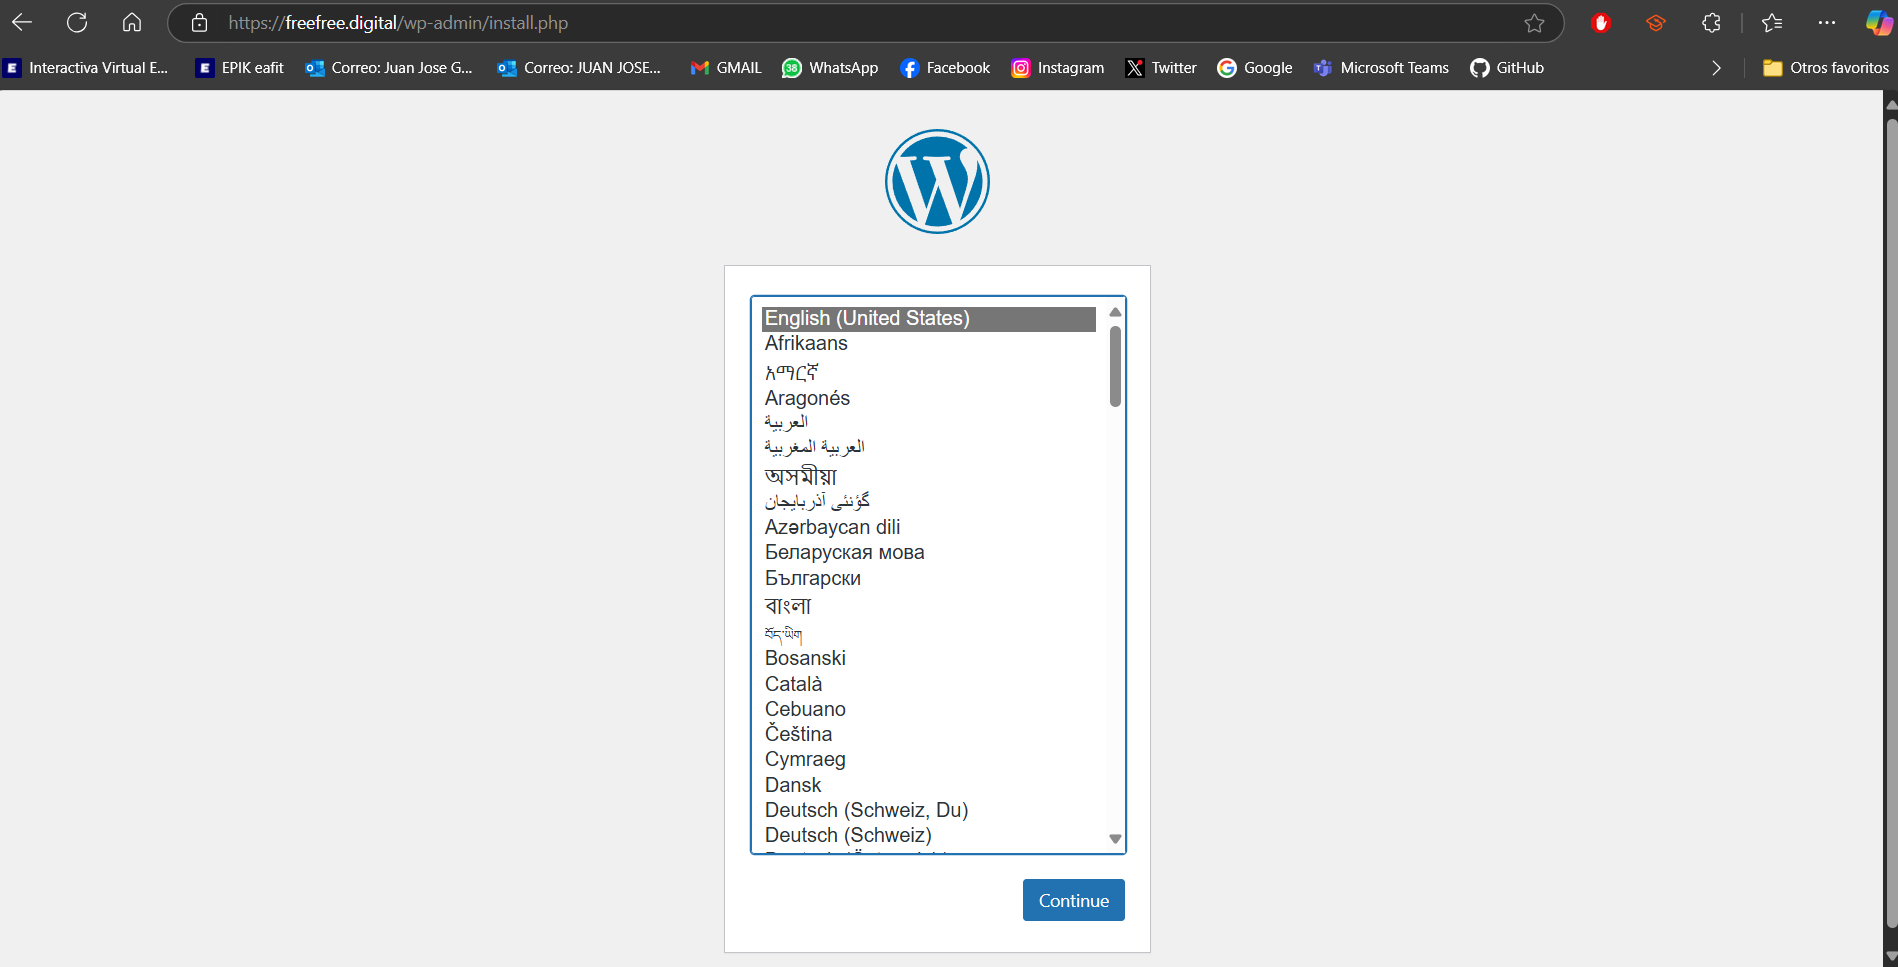 https://freefree.digital/wp-admin/install.php
Interactiva Virtual E... EPIK eafit Correo: Juan Jose G... Correo: JUAN JOSE... GMAIL 38 WhatsApp Facebook Instagram Twitter Google Microsoft Teams GitHub Otros favoritos
English (United States)
Afrikaans
አማርኛ
Aragonés
العربية
العربية المغربية
অসমীয়া
گؤنئی آذربایجان
Azərbaycan dili
Беларуская мова
Български
বাংলা
བོད་ཡིག
Bosanski
Català
Cebuano
Čeština
Cymraeg
Dansk
Deutsch (Schweiz, Du)
Deutsch (Schweiz)
Continue